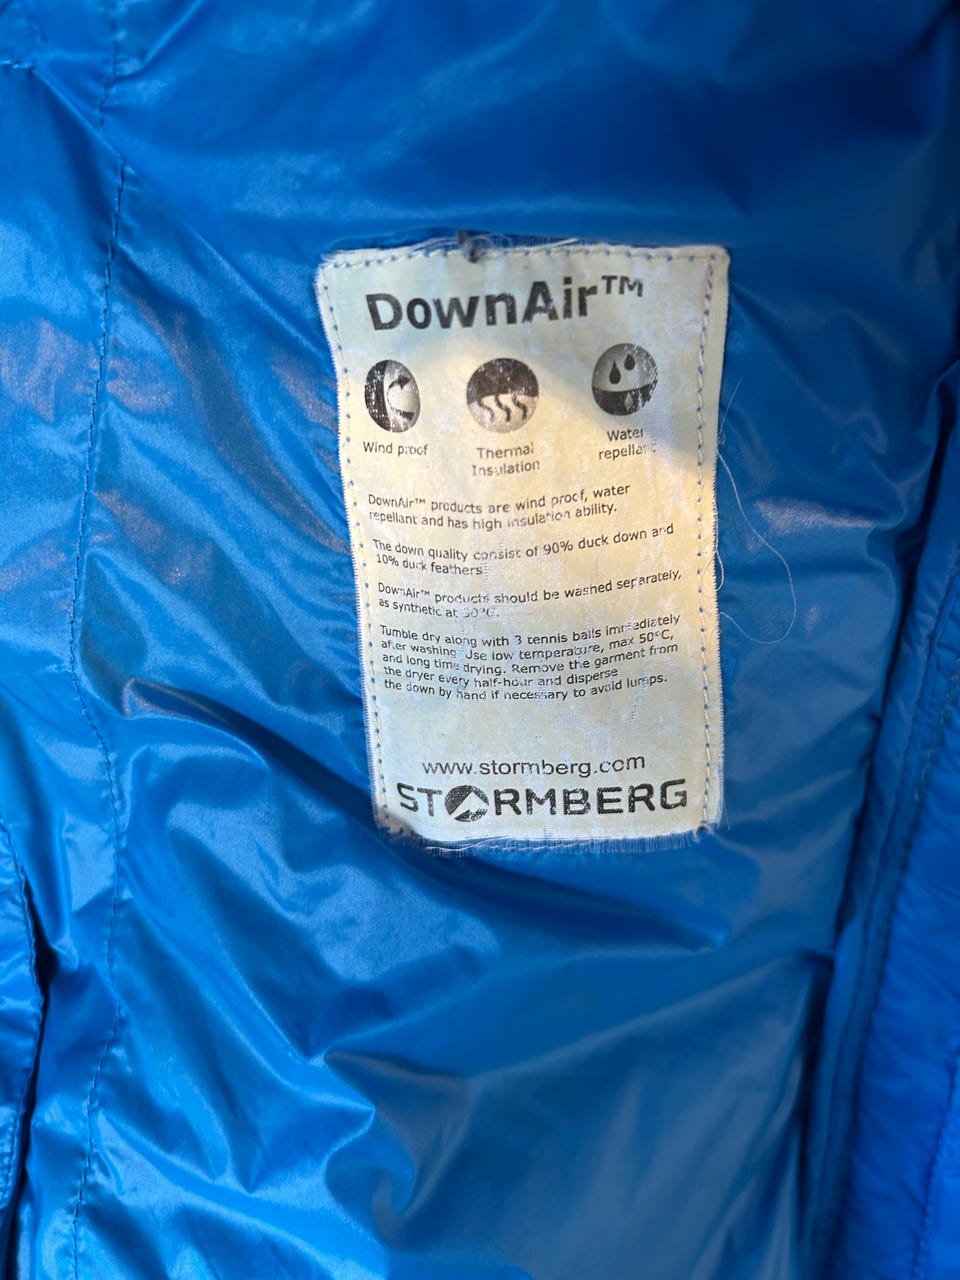 DownAir™
Wind proof
Thermal
Insulation
Water
repellant
DownAir™ products are wind proof, water
repellant and has high insulation ability.
The down quality consist of 90% duck down and
10% duck feathers
DownAir™ products should be washed separately,
as synthetic at 30°C.
Tumble dry along with 3 tennis balls immediately
after washing Use low temperature, max 50°C,
and long time drying. Remove the garment from
the dryer every half-hour and disperse
the down by hand if necessary to avoid lumps.
www.stormberg.com
STORMBERG